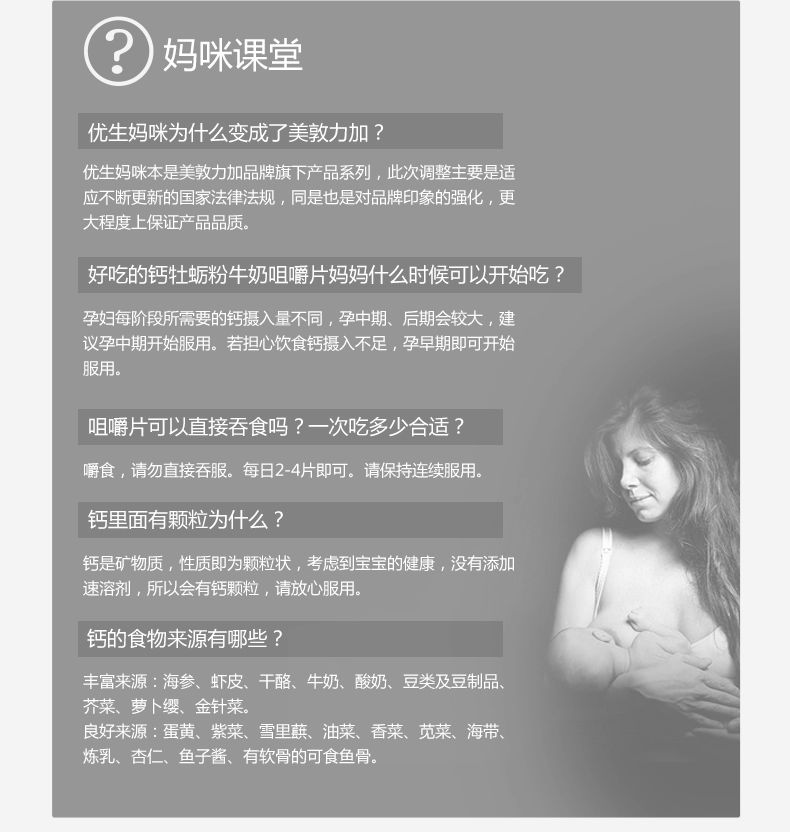 ?
妈咪课堂
优生妈咪为什么变成了美敦力加？
优生妈咪本是美敦力加品牌旗下产品系列，此次调整主要是适
应不断更新的国家法律法规，同是也是对品牌印象的强化，更
大程度上保证产品品质。
好吃的钙牡蛎粉牛奶咀嚼片妈妈什么时候可以开始吃？
孕妇每阶段所需要的钙摄入量不同，孕中期、后期会较大，建
议孕中期开始服用。若担心饮食钙摄入不足，孕早期即可开始
服用。
咀嚼片可以直接吞食吗？一次吃多少合适？
嚼食，请勿直接吞服。每日2-4片即可。请保持连续服用。
钙里面有颗粒为什么？
钙是矿物质，性质即为颗粒状，考虑到宝宝的健康，没有添加
速溶剂，所以会有钙颗粒，请放心服用。
钙的食物来源有哪些？
丰富来源：海参、虾皮、干酪、牛奶、酸奶、豆类及豆制品、
芥菜、萝卜缨、金针菜。
良好来源：蛋黄、紫菜、雪里蕻、油菜、香菜、苋菜、海带、
炼乳、杏仁、鱼子酱、有软骨的可食鱼骨。